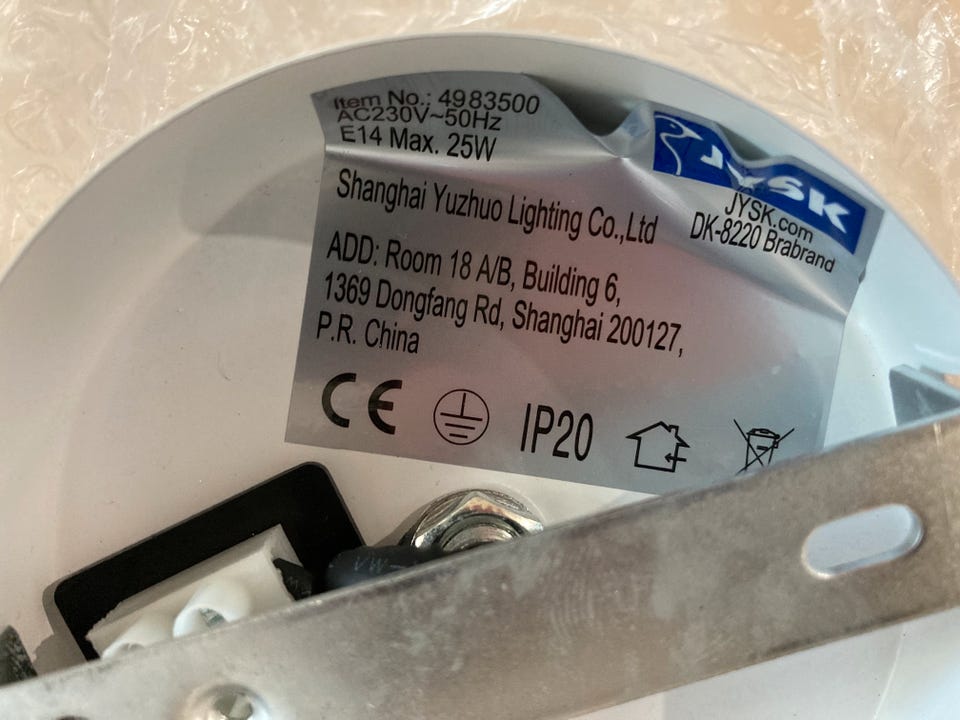 Item No.: 4983500
AC230V~50Hz
E14 Max. 25W
JYSK
JYSK.com
DK-8220 Brabrand
Shanghai Yuzhuo Lighting Co.,Ltd
ADD: Room 18 A/B, Building 6,
1369 Dongfang Rd, Shanghai 200127,
P.R. China
CE
IP20